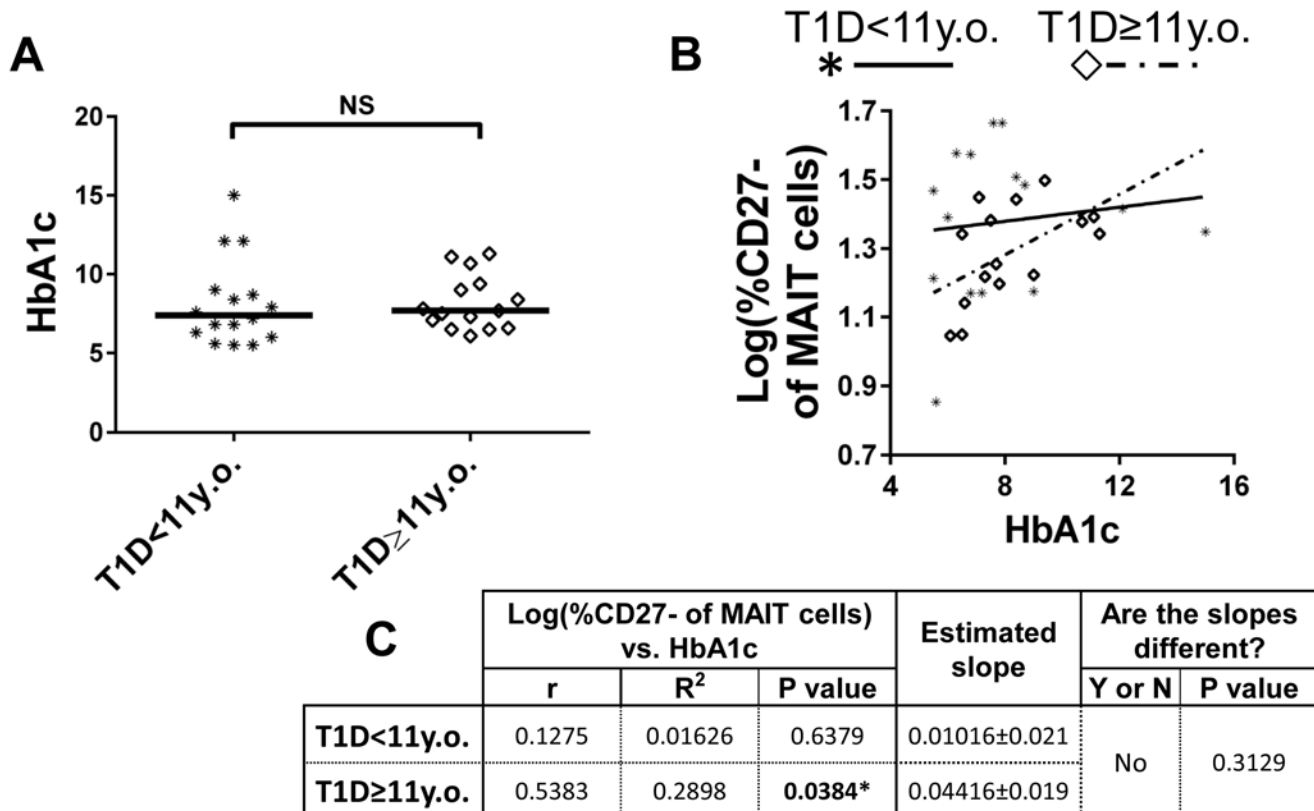 A
20
15
10
5
0
HbA1c
NS
T1D<11y.o.
T1D≥11y.o.
B
T1D<11y.o.
T1D≥11y.o.
1.7
1.5
1.3
1.1
0.9
0.7
Log(%CD27-
of MAIT cells)
4 8 12 16
HbA1c
C
Log(%CD27- of MAIT cells)
vs. HbA1c
Estimated
slope
Are the slopes
different?
r R² P value Y or N P value
T1D<11y.o. 0.1275 0.01626 0.6379 0.01016±0.021
No 0.3129
T1D≥11y.o. 0.5383 0.2898 0.0384* 0.04416±0.019